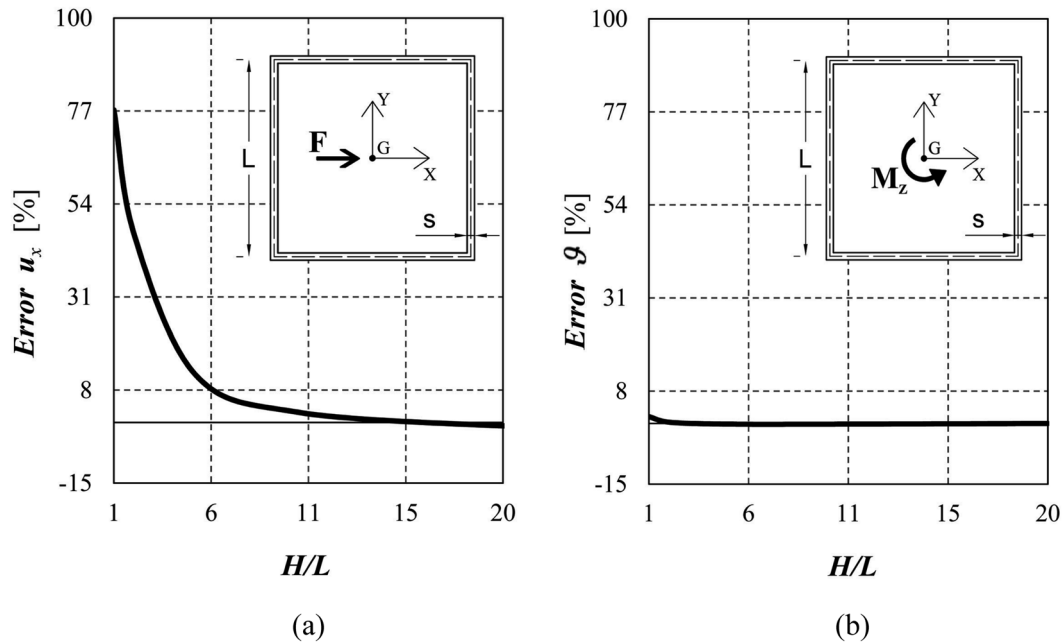 100
77
54
31
8
-15
Error u_x [%]
1 6 11 15 20
H/L
L
F
Y
G
X
s
(a)
100
77
54
31
8
-15
Error ϑ [%]
1 6 11 15 20
H/L
L
M_z
Y
G
X
s
(b)